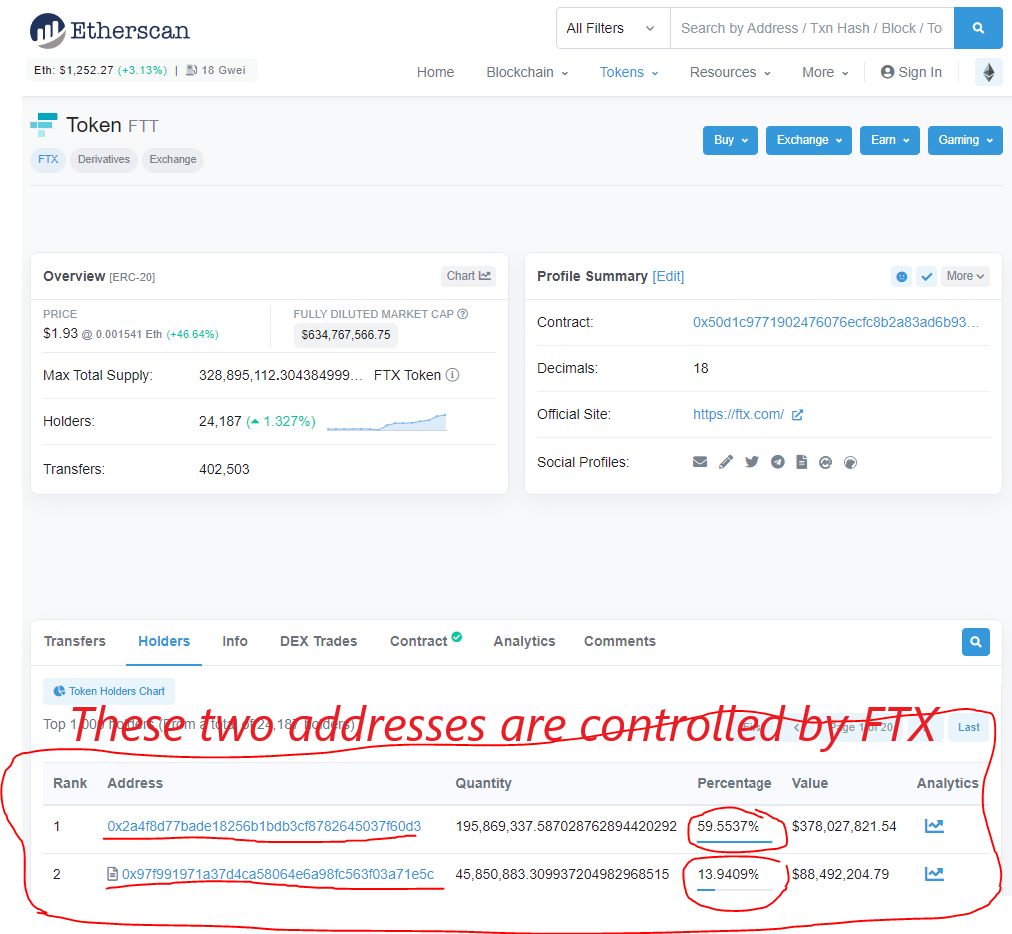 Etherscan
All Filters
Search by Address / Txn Hash / Block / To
Eth: $1,252.27 (+3.13%) | 18 Gwei
Home Blockchain Tokens Resources More Sign In
Token FTT
FTX Derivatives Exchange
Buy Exchange Earn Gaming
Overview [ERC-20] Chart
PRICE
$1.93 @ 0.001541 Eth (+46.64%)
FULLY DILUTED MARKET CAP
$634,767,566.75
Max Total Supply: 328,895,112.304384999... FTX Token
Holders: 24,187 (1.327%)
Transfers: 402,503
Profile Summary [Edit] More
Contract: 0x50d1c9771902476076ecfc8b2a83ad6b93...
Decimals: 18
Official Site: https://ftx.com/
Social Profiles:
Transfers Holders Info DEX Trades Contract Analytics Comments
Token Holders Chart
These two addresses are controlled by FTX
Top 1,000 holders (From a total of 24,187 holders)
Page 1 of 20 Last
Rank Address Quantity Percentage Value Analytics
1 0x2a4f8d77bade18256b1bdb3cf8782645037f60d3 195,869,337.587028762894420292 59.5537% $378,027,821.54
2 0x97f991971a37d4ca58064e6a98fc563f03a71e5c 45,850,883.309937204982968515 13.9409% $88,492,204.79